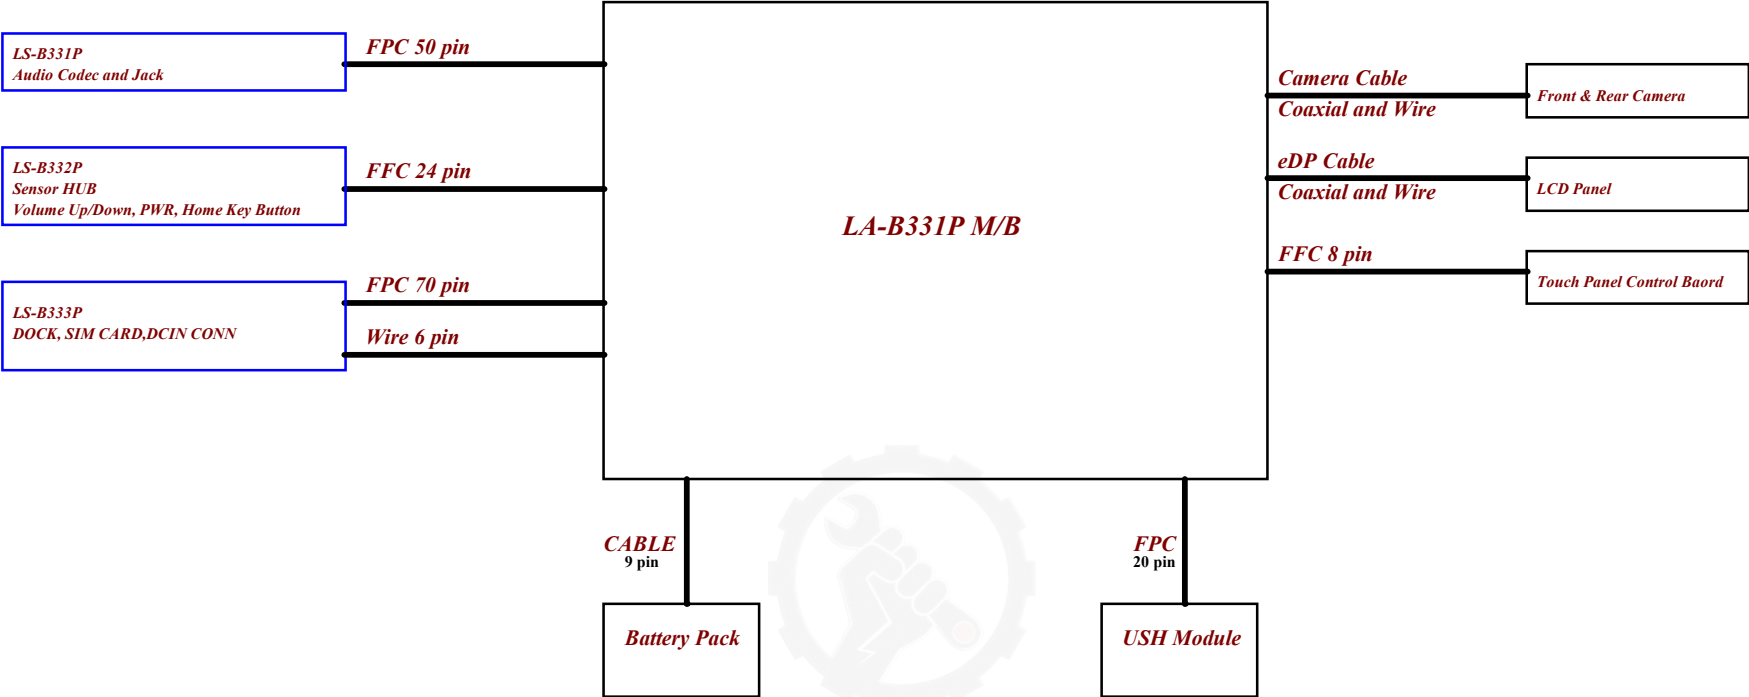 LS-B331P
Audio Codec and Jack
FPC 50 pin
LS-B332P
Sensor HUB
Volume Up/Down, PWR, Home Key Button
FFC 24 pin
LS-B333P
DOCK, SIM CARD,DCIN CONN
FPC 70 pin
Wire 6 pin
LA-B331P M/B
Camera Cable
Coaxial and Wire
Front & Rear Camera
eDP Cable
Coaxial and Wire
LCD Panel
FFC 8 pin
Touch Panel Control Baord
CABLE
9 pin
Battery Pack
FPC
20 pin
USH Module